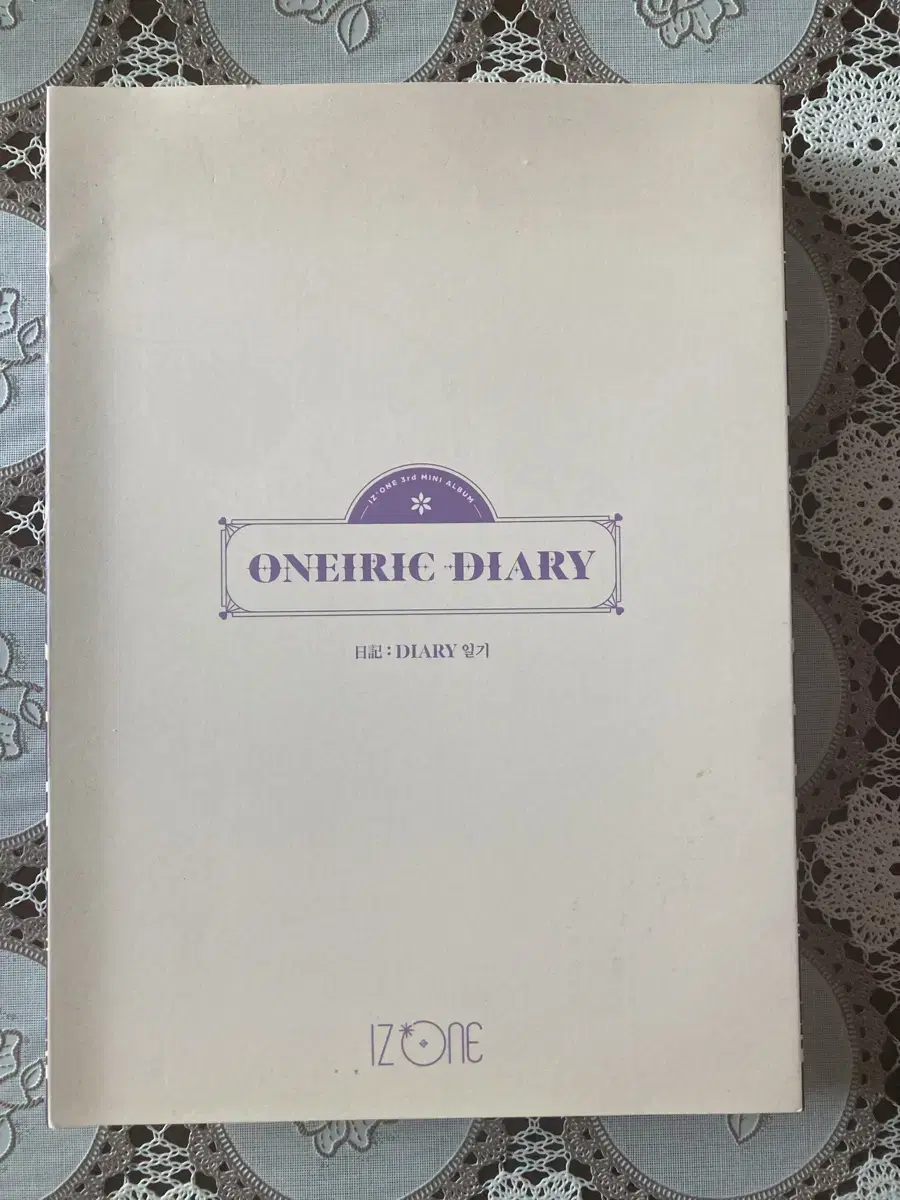 IZ*ONE 3rd MINI ALBUM
ONEIRIC DIARY
日記 : DIARY 일기
IZ*ONE